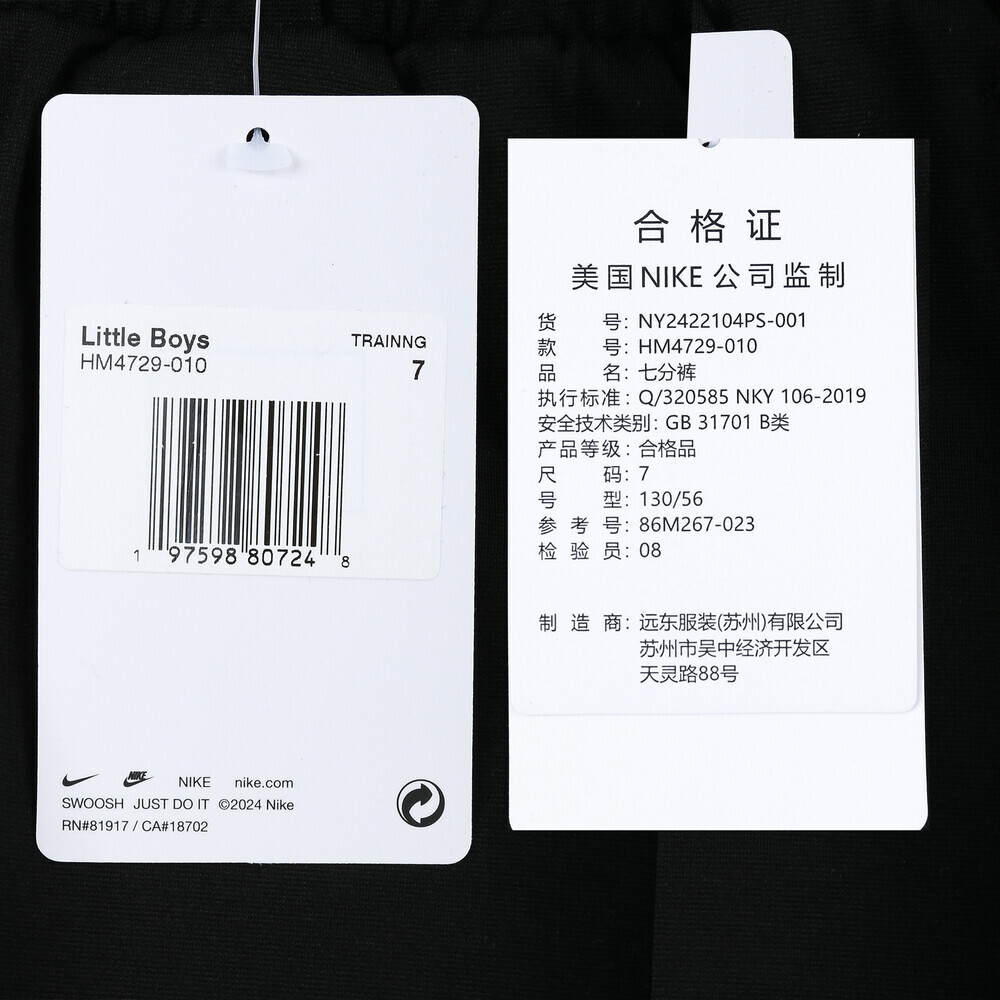 Little Boys
TRAINNG
HM4729-010
7
1 97598 80724 8
NIKE NIKE nike.com
SWOOSH JUST DO IT ©2024 Nike
RN#81917 / CA#18702
合格证
美国NIKE公司监制
货号: NY2422104PS-001
款号: HM4729-010
品名: 七分裤
执行标准: Q/320585 NKY 106-2019
安全技术类别: GB 31701 B类
产品等级: 合格品
尺码: 7
号型: 130/56
参考号: 86M267-023
检验员: 08
制造商: 远东服装(苏州)有限公司
苏州市吴中经济开发区
天灵路88号